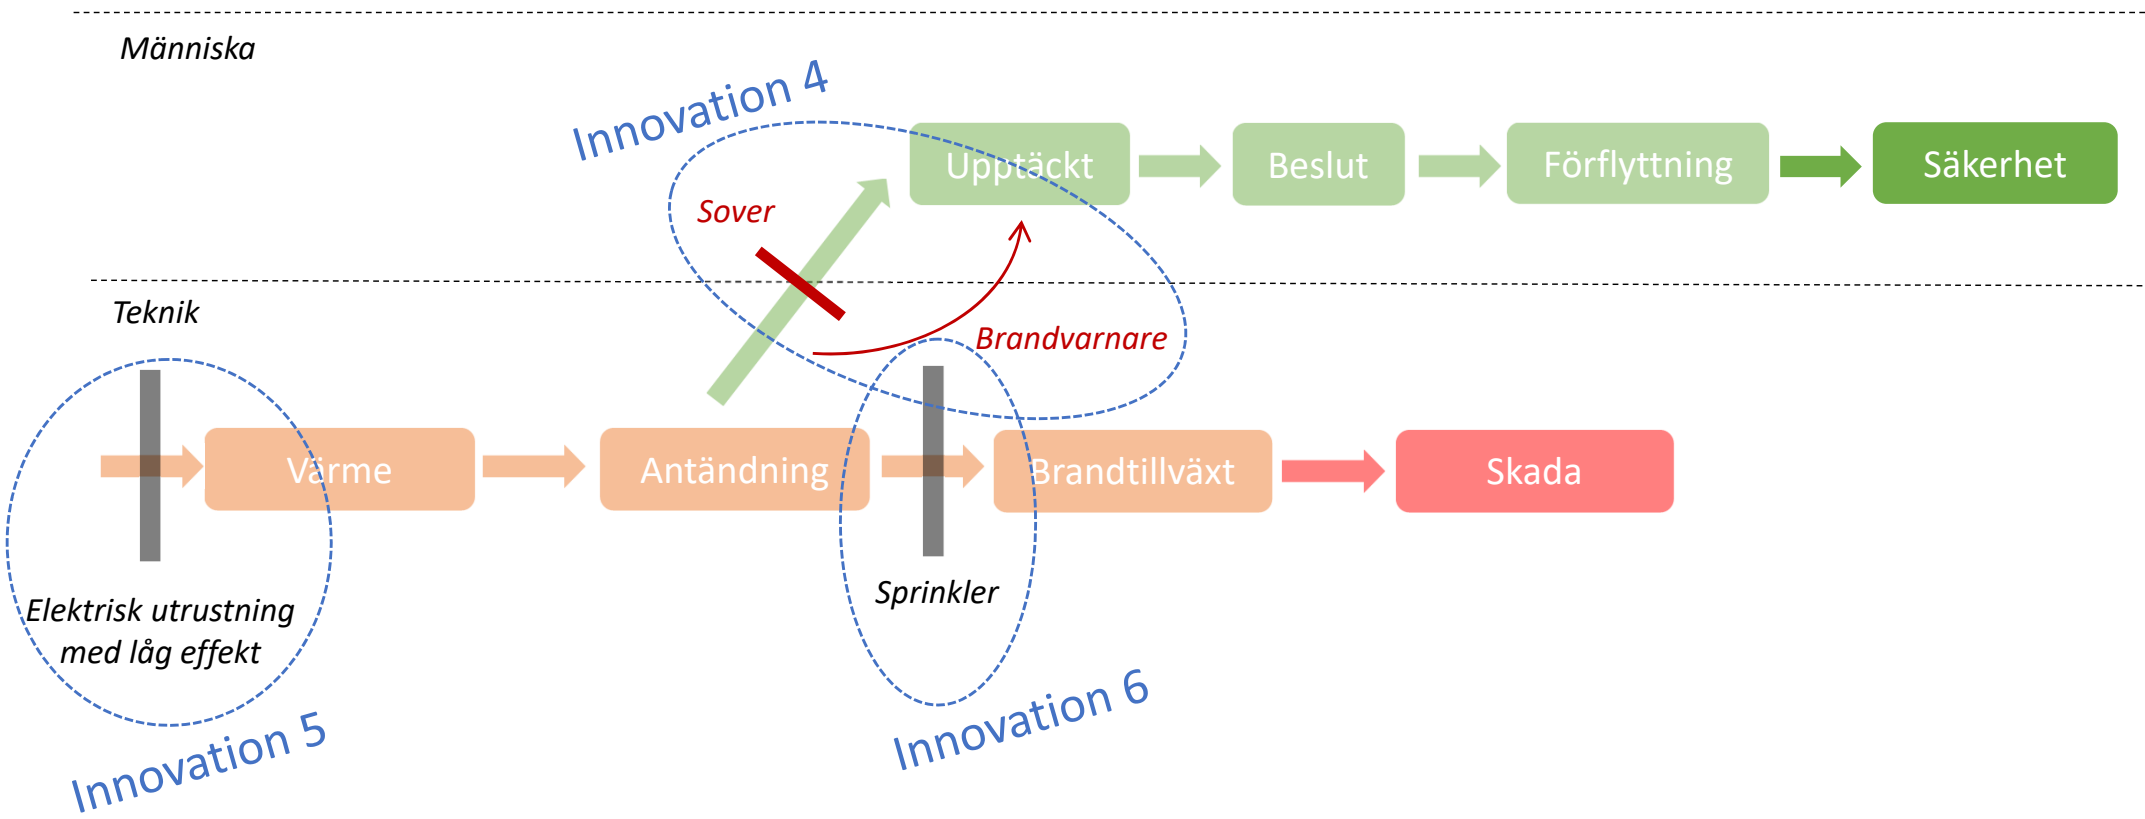 Människa
Innovation 4
Upptäckt
Beslut
Förflyttning
Säkerhet
Sover
Teknik
Brandvarnare
Värme
Antändning
Brandtillväxt
Skada
Elektrisk utrustning
med låg effekt
Sprinkler
Innovation 5
Innovation 6